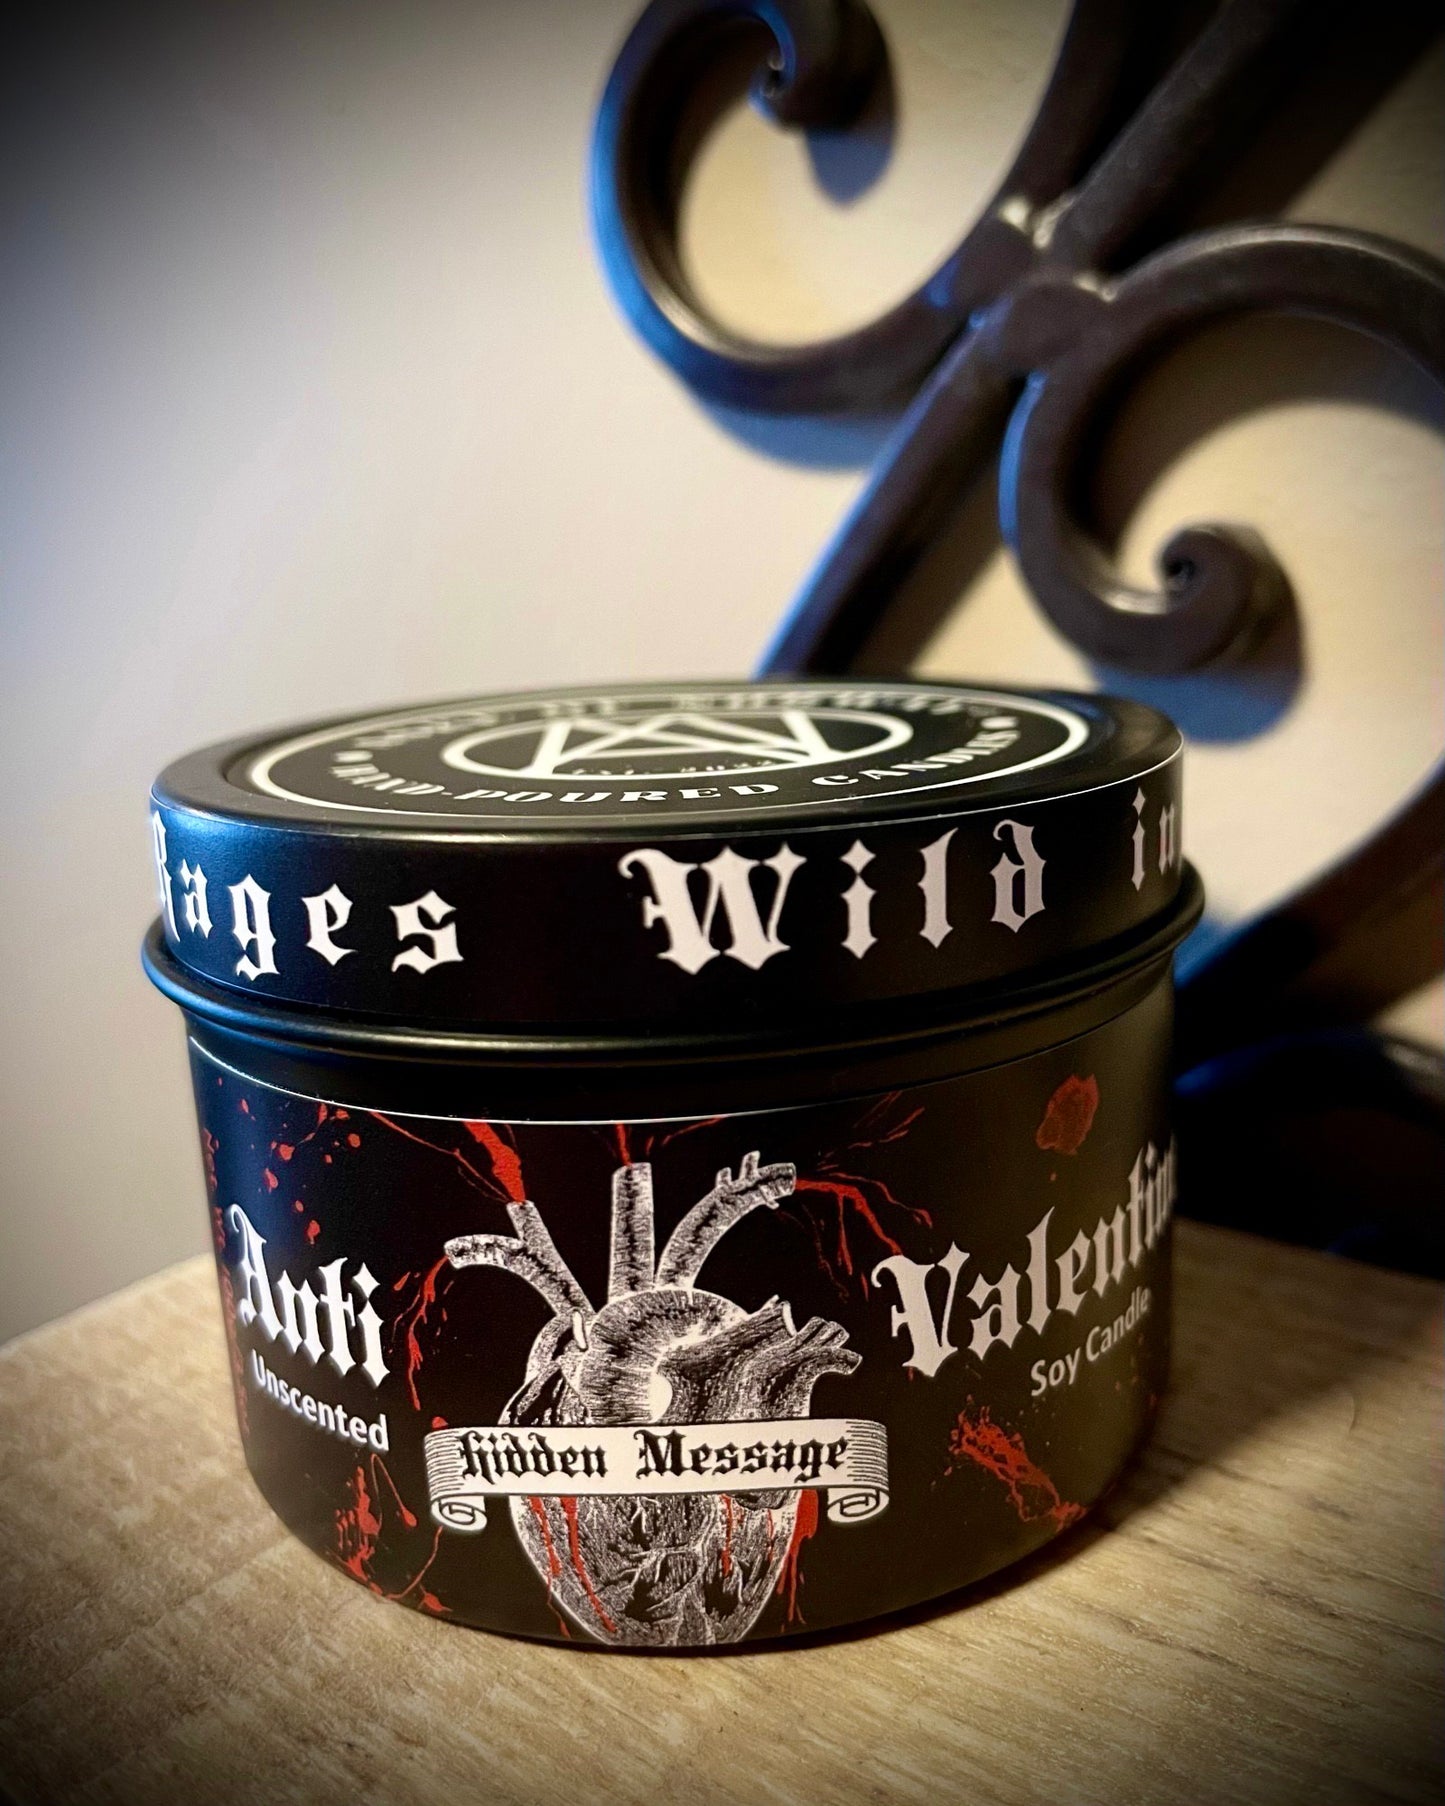 HAND-POURED CANDLES
Rages Wild in
Anti Valentine
Unscented
Soy Candle
Hidden Message